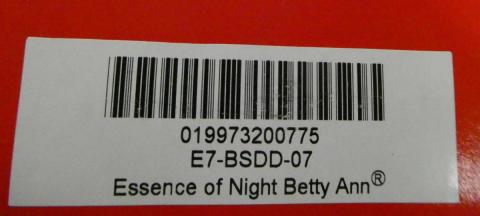 019973200775
E7-BSDD-07
Essence of Night Betty Ann®